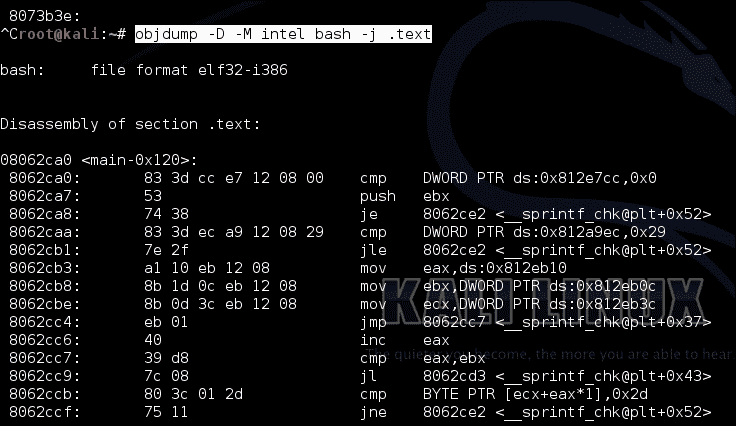 8073b3e:
^Croot@kali:~# objdump -D -M intel bash -j .text
bash:     file format elf32-i386
Disassembly of section .text:
08062ca0 <main-0x120>:
 8062ca0:       83 3d cc e7 12 08 00    cmp    DWORD PTR ds:0x812e7cc,0x0
 8062ca7:       53                      push   ebx
 8062ca8:       74 38                   je     8062ce2 <__sprintf_chk@plt+0x52>
 8062caa:       83 3d ec a9 12 08 29    cmp    DWORD PTR ds:0x812a9ec,0x29
 8062cb1:       7e 2f                   jle    8062ce2 <__sprintf_chk@plt+0x52>
 8062cb3:       a1 10 eb 12 08          mov    eax,ds:0x812eb10
 8062cb8:       8b 1d 0c eb 12 08       mov    ebx,DWORD PTR ds:0x812eb0c
 8062cbe:       8b 0d 3c eb 12 08       mov    ecx,DWORD PTR ds:0x812eb3c
KALI LINUX
 8062cc4:       eb 01                   jmp    8062cc7 <__sprintf_chk@plt+0x37>
 8062cc6:       40                      inc    eax
The quieter you become, the more you are able to hear
 8062cc7:       39 d8                   cmp    eax,ebx
 8062cc9:       7c 08                   jl     8062cd3 <__sprintf_chk@plt+0x43>
 8062ccb:       80 3c 01 2d             cmp    BYTE PTR [ecx+eax*1],0x2d
 8062ccf:       75 11                   jne    8062ce2 <__sprintf_chk@plt+0x52>